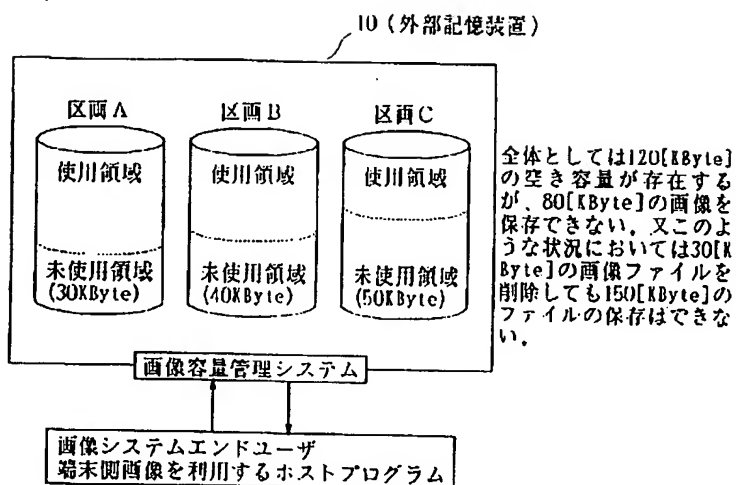 10(外部記憶装置)
区画A
区画B
区画C
使用領域
使用領域
使用領域
未使用領域
(30KByte)
未使用領域
(40KByte)
未使用領域
(50KByte)
全体としては120[KByte]
の空き容量が存在する
が、80[KByte]の画像を
保存できない。又このよ
うな状況においては30[K
Byte]の画像ファイルを
削除しても150[KByte]の
ファイルの保存はできな
い。
画像容量管理システム
画像システムエンドユーザ
端末側画像を利用するホストプログラム